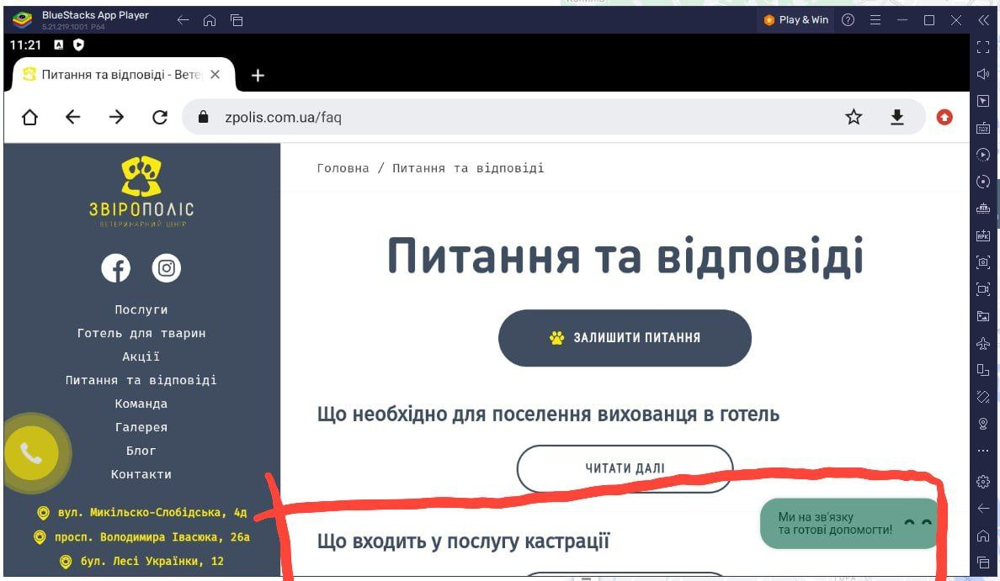 BlueStacks App Player
5.21.219.1001 P64
Play & Win
11:21
Питання та відповіді - Вете
zpolis.com.ua/faq
ЗВІРОПОЛІС
ВЕТЕРИНАРНИЙ ЦЕНТР
Послуги
Готель для тварин
Акції
Питання та відповіді
Команда
Галерея
Блог
Контакти
вул. Микільско-Слобідська, 4д
просп. Володимира Івасюка, 26а
бул. Лесі Українки, 12
Головна / Питання та відповіді
Питання та відповіді
ЗАЛИШИТИ ПИТАННЯ
Що необхідно для поселення вихованця в готель
ЧИТАТИ ДАЛІ
Що входить у послугу кастрації
Ми на зв'язку
та готові допомогти!